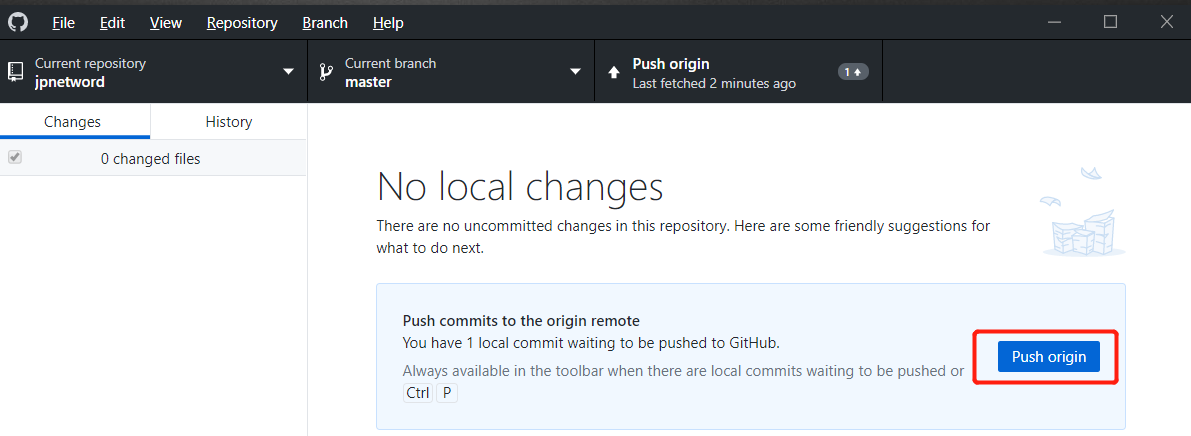 File Edit View Repository Branch Help
Current repository
jpnetword
Current branch
master
Push origin
Last fetched 2 minutes ago
1
Changes
History
0 changed files
No local changes
There are no uncommitted changes in this repository. Here are some friendly suggestions for
what to do next.
Push commits to the origin remote
You have 1 local commit waiting to be pushed to GitHub.
Always available in the toolbar when there are local commits waiting to be pushed or
Ctrl P
Push origin